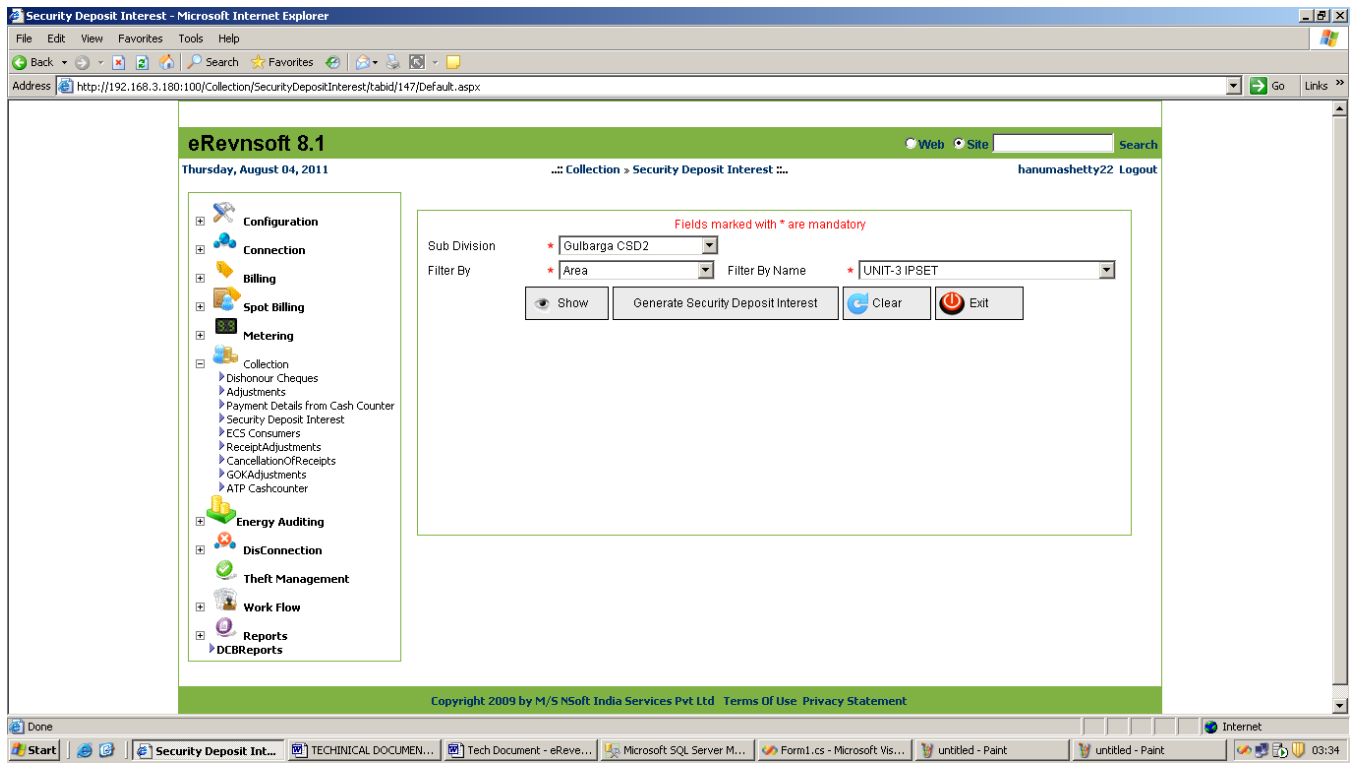 Security Deposit Interest - Microsoft Internet Explorer
File Edit View Favorites Tools Help
Back Search Favorites
Address http://192.168.3.180:100/Collection/SecurityDepositInterest/tabid/147/Default.aspx Go Links »
eRevnsoft 8.1 Web Site Search
Thursday, August 04, 2011 ..:: Collection » Security Deposit Interest ::.. hanumashetty22 Logout
Configuration
Connection
Billing
Spot Billing
Metering
Collection
Dishonour Cheques
Adjustments
Payment Details from Cash Counter
Security Deposit Interest
ECS Consumers
ReceiptAdjustments
CancellationOfReceipts
GOKAdjustments
ATP Cashcounter
Energy Auditing
DisConnection
Theft Management
Work Flow
Reports
DCBReports
Fields marked with * are mandatory
Sub Division * Gulbarga CSD2
Filter By * Area Filter By Name * UNIT-3 IPSET
Show Generate Security Deposit Interest Clear Exit
Copyright 2009 by M/S NSoft India Services Pvt Ltd Terms Of Use Privacy Statement
Done Internet
Start Security Deposit Int... TECHINICAL DOCUMEN... Tech Document - eReve... Microsoft SQL Server M... Form1.cs - Microsoft Vis... untitled - Paint untitled - Paint 03:34